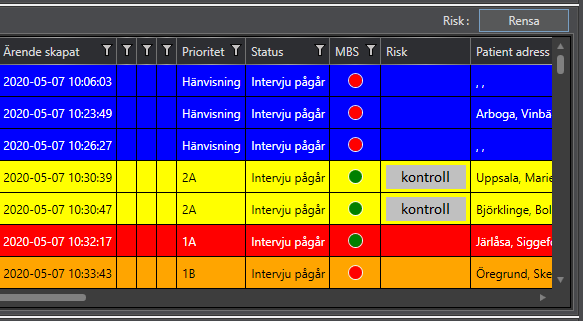 Risk: Rensa
Ärende skapat Prioritet Status MBS Risk Patient adress
2020-05-07 10:06:03 Hänvisning Intervju pågår , ,
2020-05-07 10:23:49 Hänvisning Intervju pågår Arboga, Vinbä
2020-05-07 10:26:27 Hänvisning Intervju pågår , ,
2020-05-07 10:30:39 2A Intervju pågår kontroll Uppsala, Marie
2020-05-07 10:30:47 2A Intervju pågår kontroll Björklinge, Bol
2020-05-07 10:32:17 1A Intervju pågår Järlåsa, Siggefo
2020-05-07 10:33:43 1B Intervju pågår Öregrund, Ske